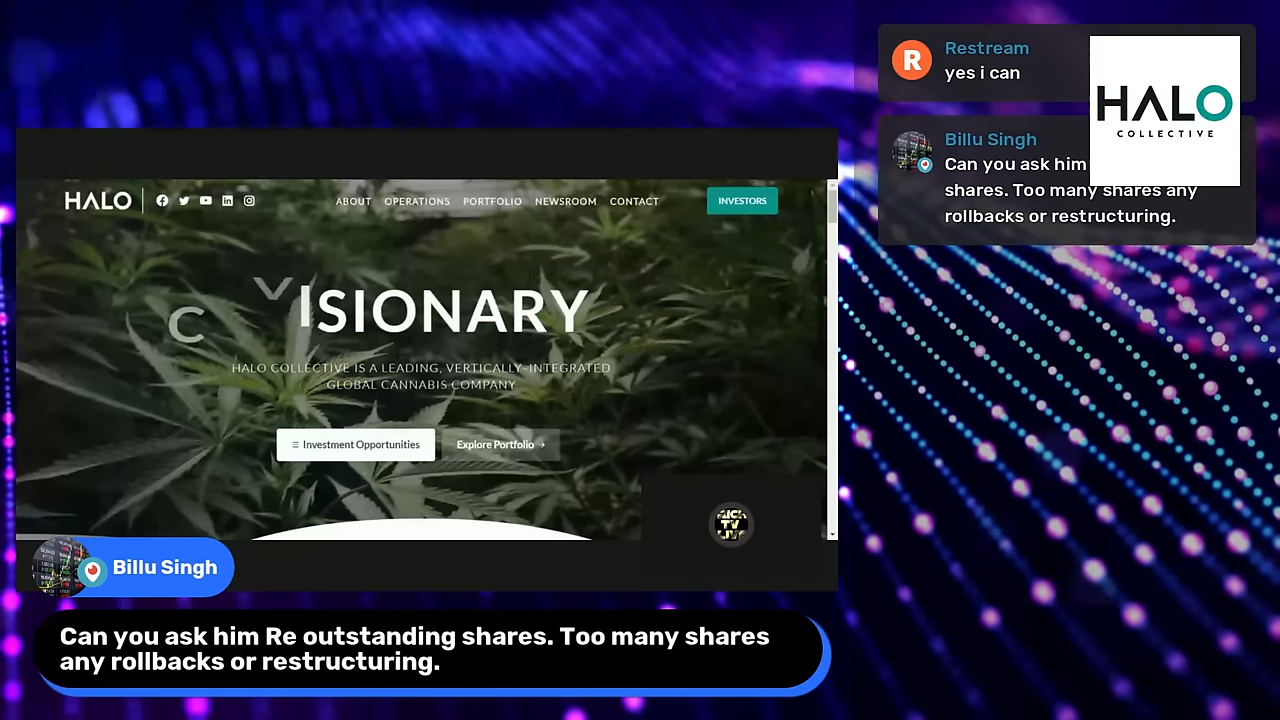 HALO
ABOUT OPERATIONS PORTFOLIO NEWSROOM CONTACT
INVESTORS
C VISIONARY
HALO COLLECTIVE IS A LEADING, VERTICALLY-INTEGRATED
GLOBAL CANNABIS COMPANY
Investment Opportunities
Explore Portfolio
TV
Billu Singh
Can you ask him Re outstanding shares. Too many shares
any rollbacks or restructuring.
R
Restream
yes i can
Billu Singh
Can you ask him
shares. Too many shares any
rollbacks or restructuring.
HALO
COLLECTIVE